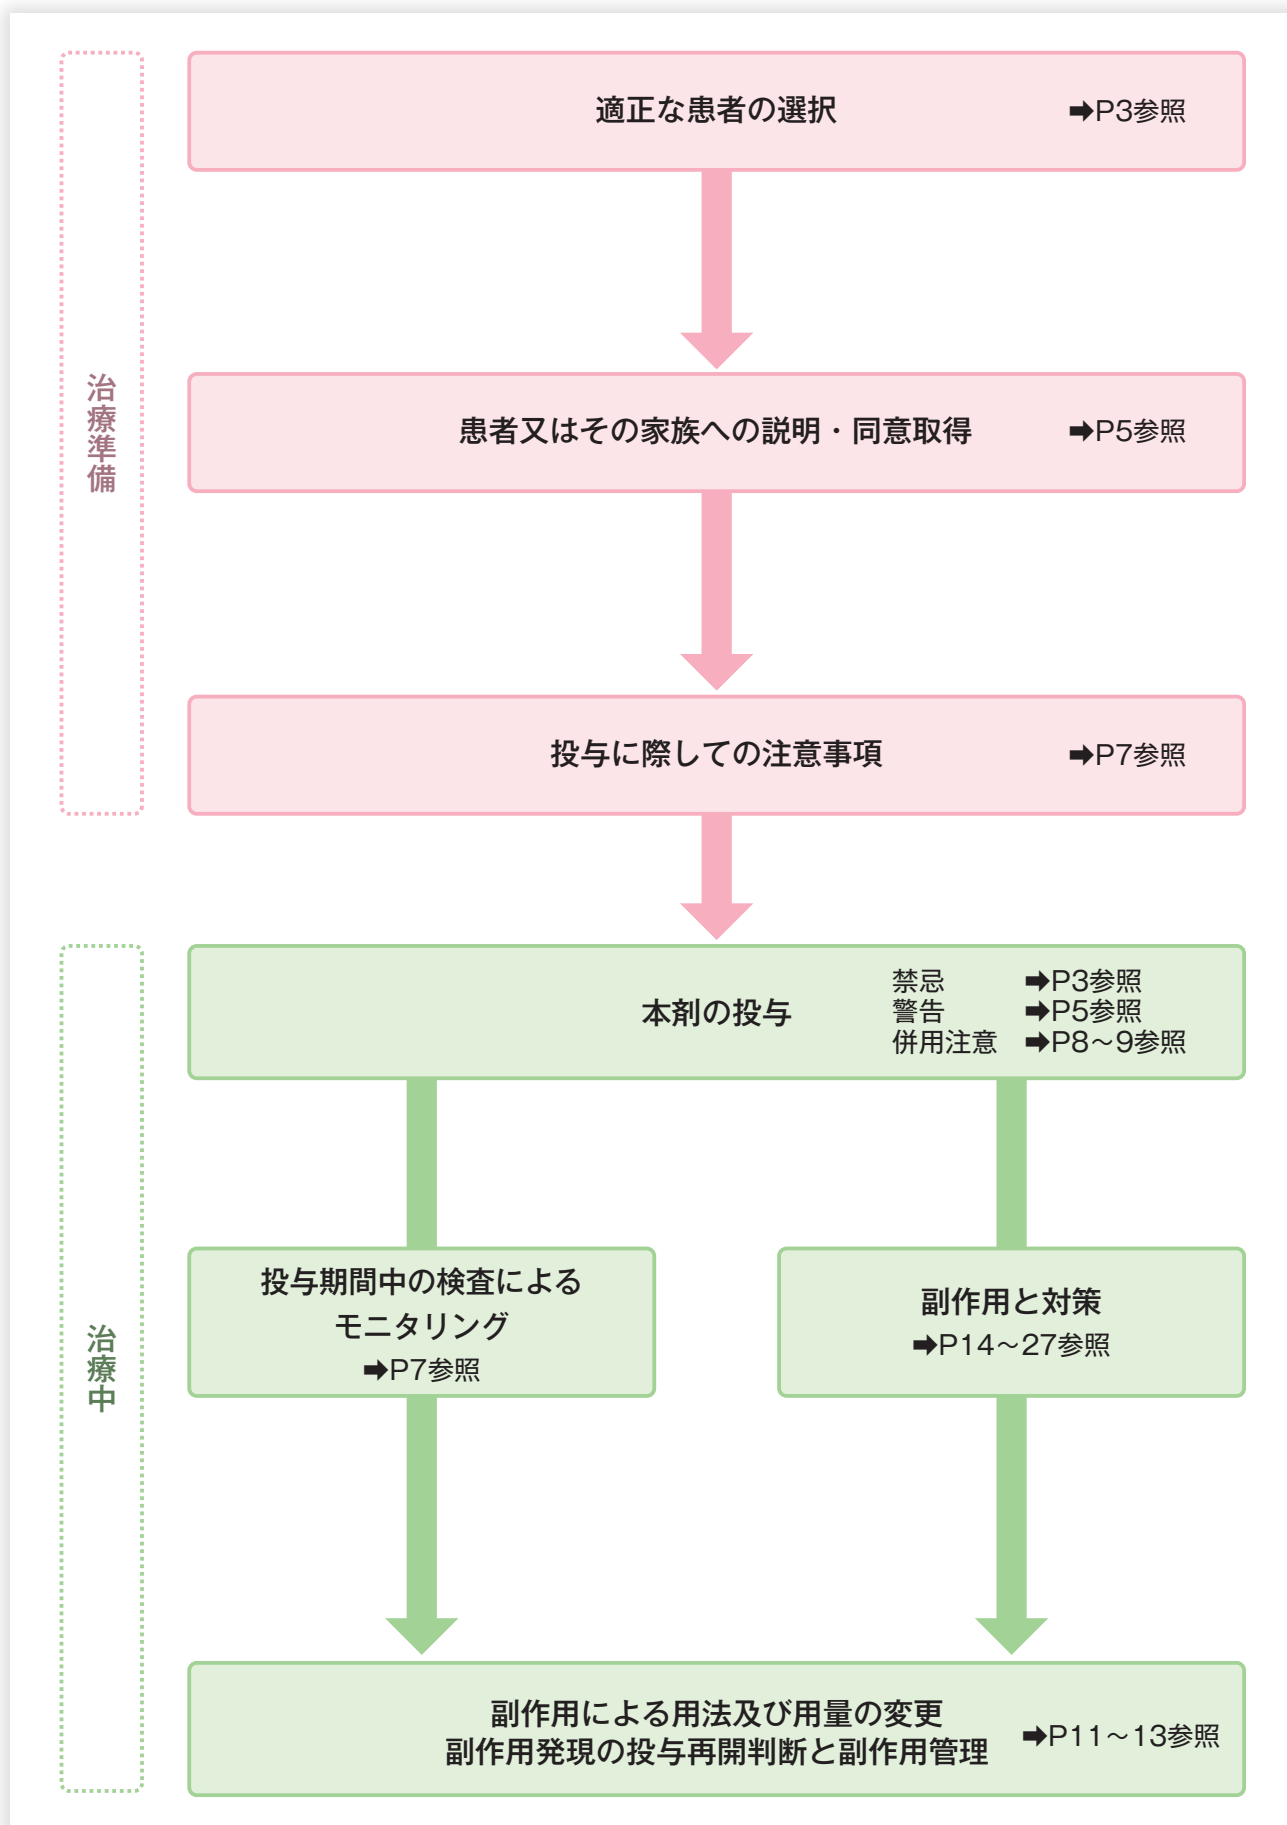 治療準備
適正な患者の選択 ➡P3参照
患者又はその家族への説明・同意取得 ➡P5参照
投与に際しての注意事項 ➡P7参照
治療中
本剤の投与
禁忌 ➡P3参照
警告 ➡P5参照
併用注意 ➡P8～9参照
投与期間中の検査による
モニタリング
➡P7参照
副作用と対策
➡P14～27参照
副作用による用法及び用量の変更
副作用発現の投与再開判断と副作用管理
➡P11～13参照